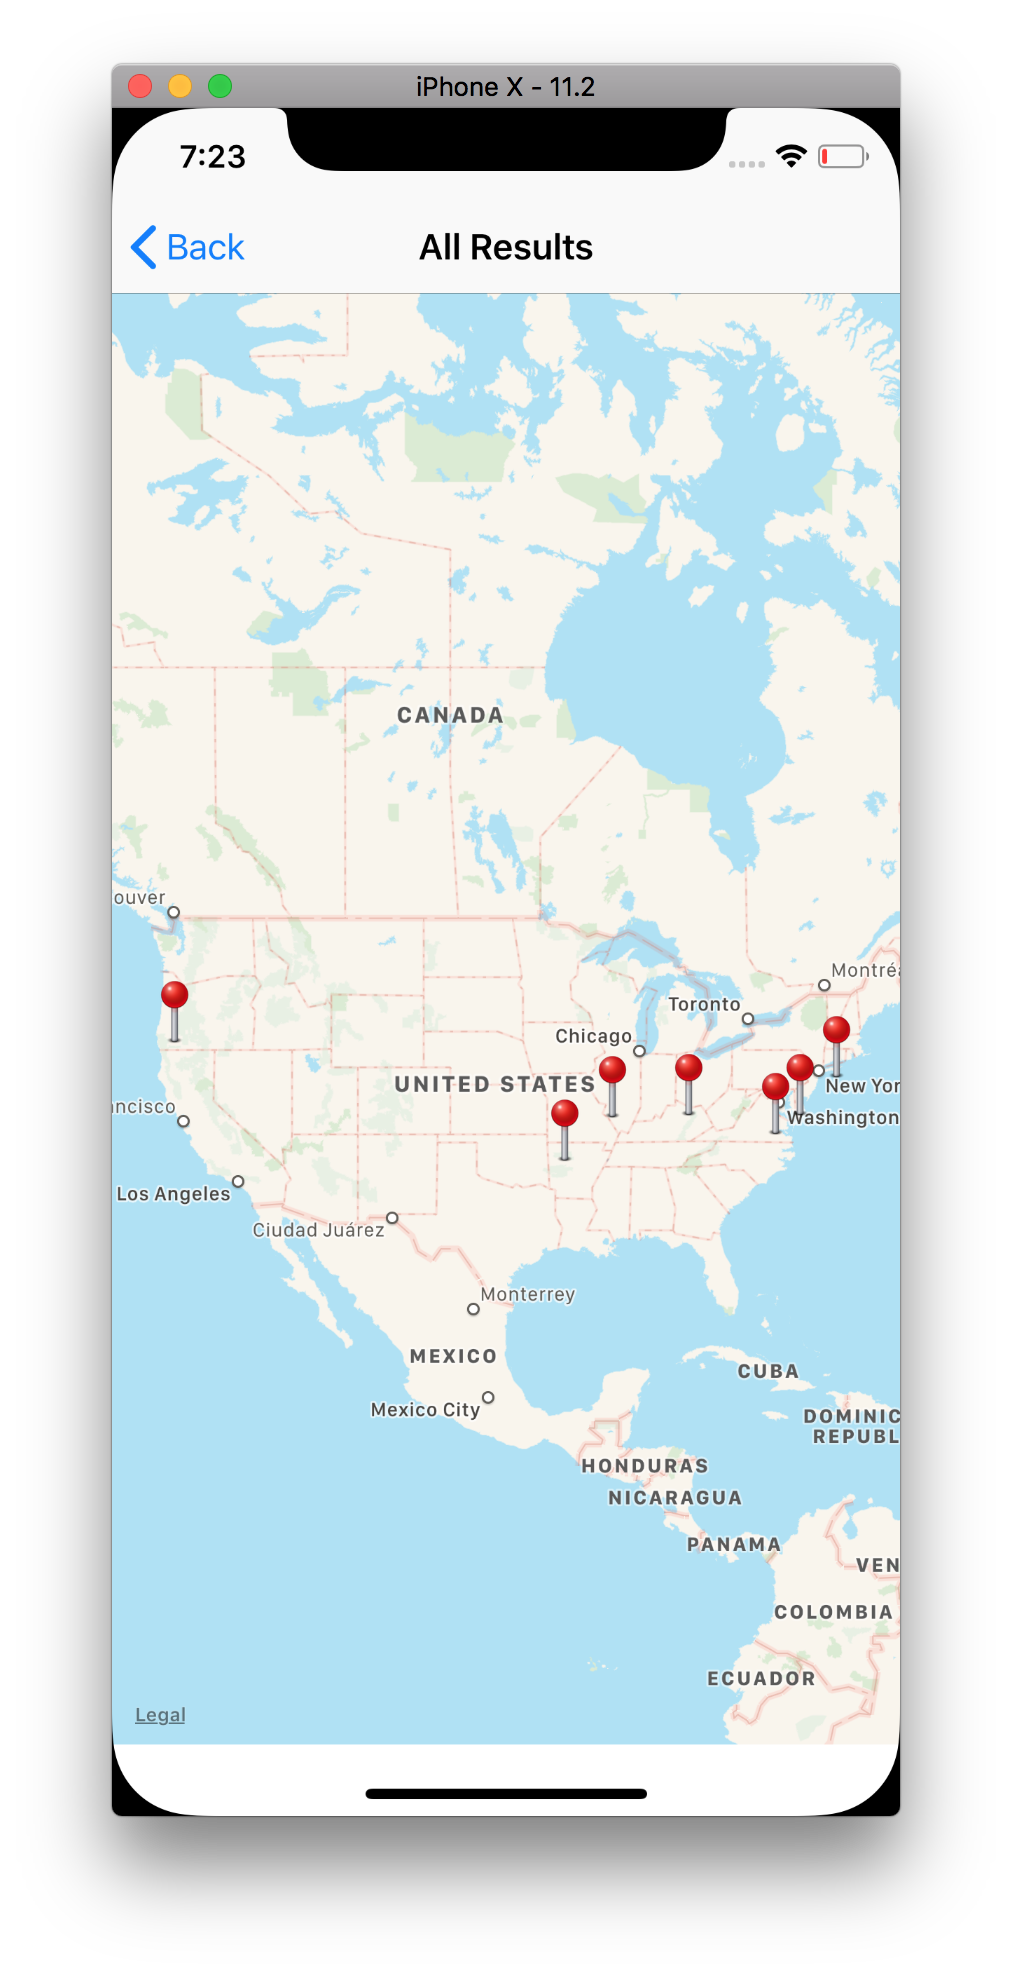 iPhone X - 11.2
7:23
Back
All Results
CANADA
ouver
Montréa
Toronto
Chicago
UNITED STATES
New Yor
ncisco
Washington
Los Angeles
Ciudad Juárez
Monterrey
MEXICO
CUBA
Mexico City
DOMINIC
REPUBL
HONDURAS
NICARAGUA
PANAMA
VEN
COLOMBIA
ECUADOR
Legal